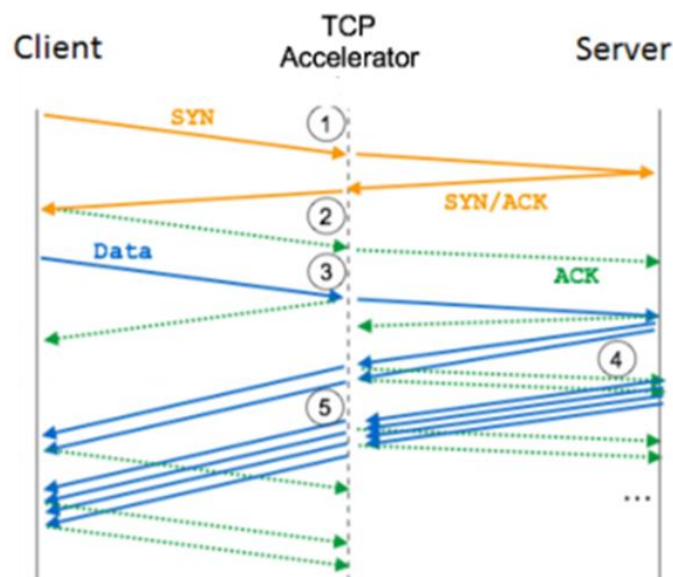 Client
TCP
Accelerator
Server
SYN
1
SYN/ACK
2
Data
3
ACK
4
5
...